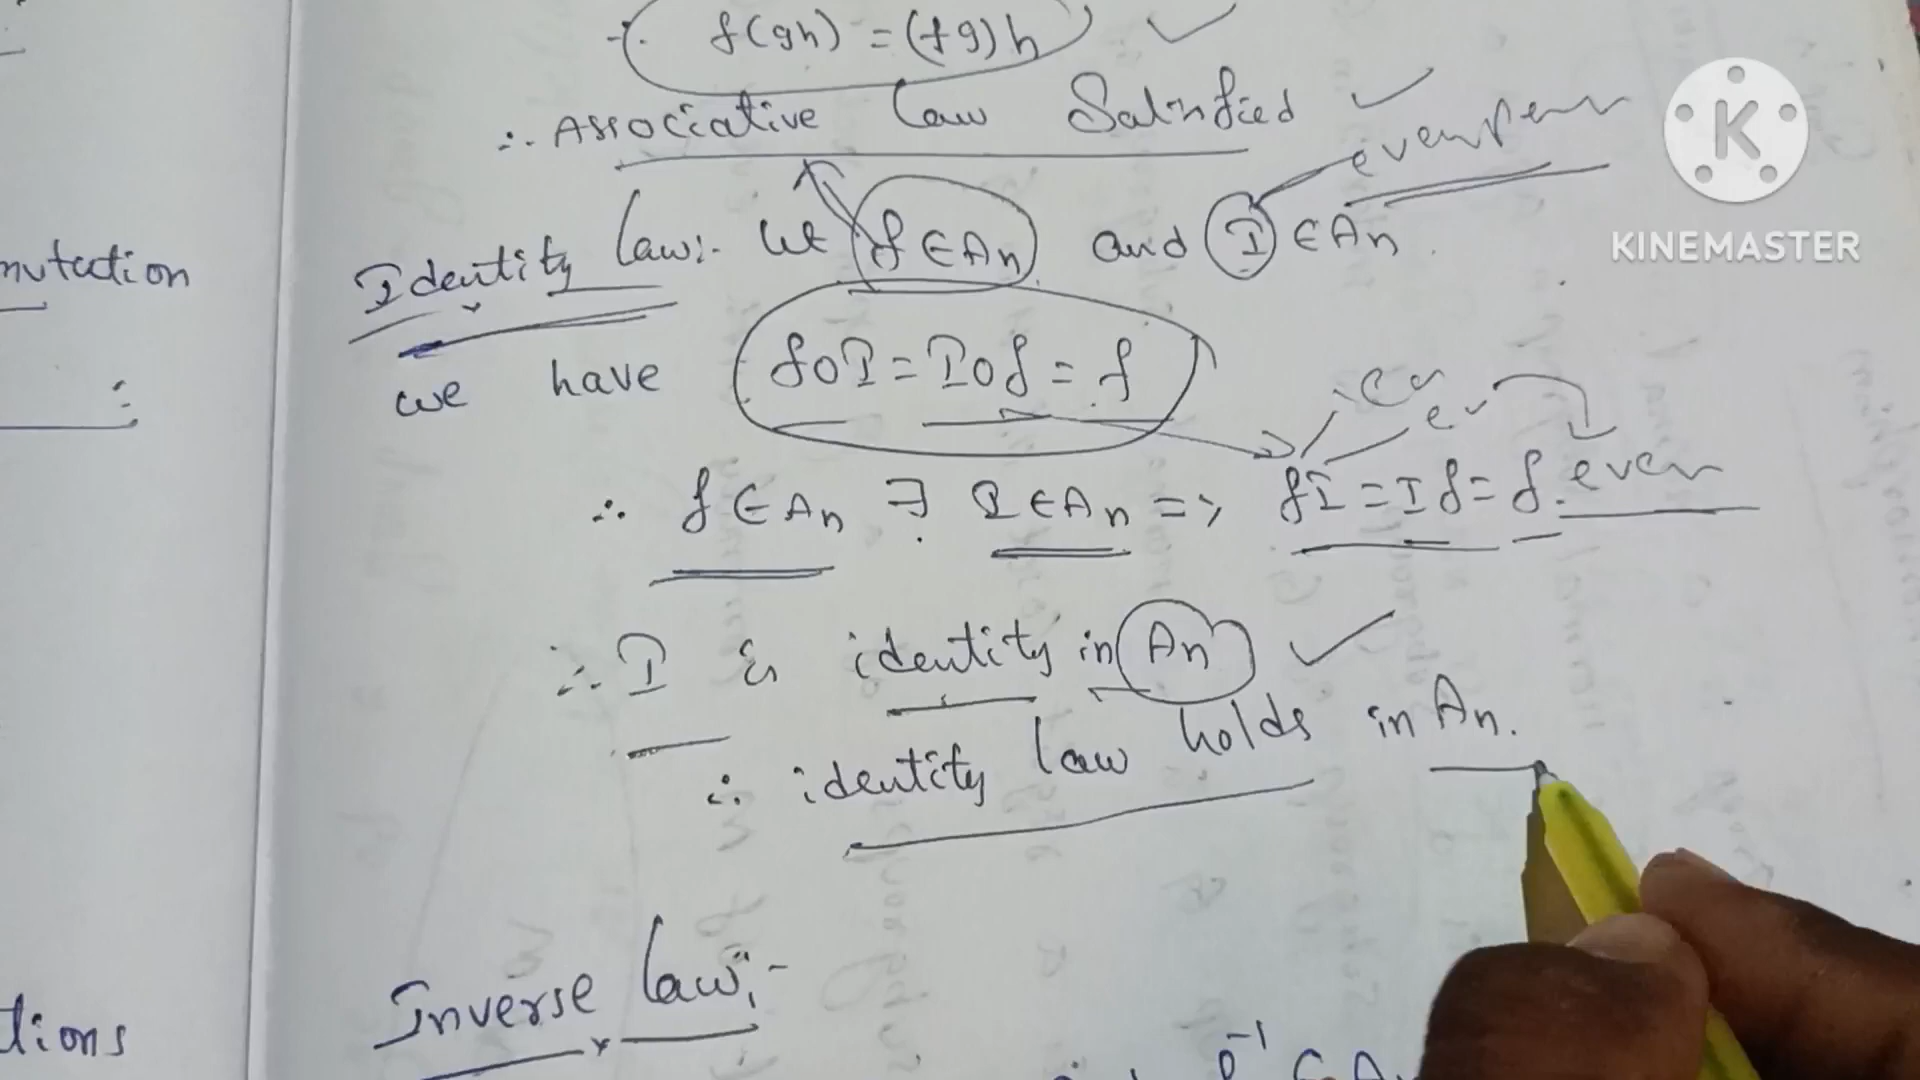 ∴ f(gh) = (fg)h
∴ Associative law Satisfied
even per
K
KINEMASTER
Identity law:- let f ∈ An and I ∈ An.
mutation
we have foI = Iof = f
∴ f ∈ An ∃ I ∈ An => fI = If = f. even
∴ I is identity in An
∴ identity law holds in An.
Inverse law:-
tions